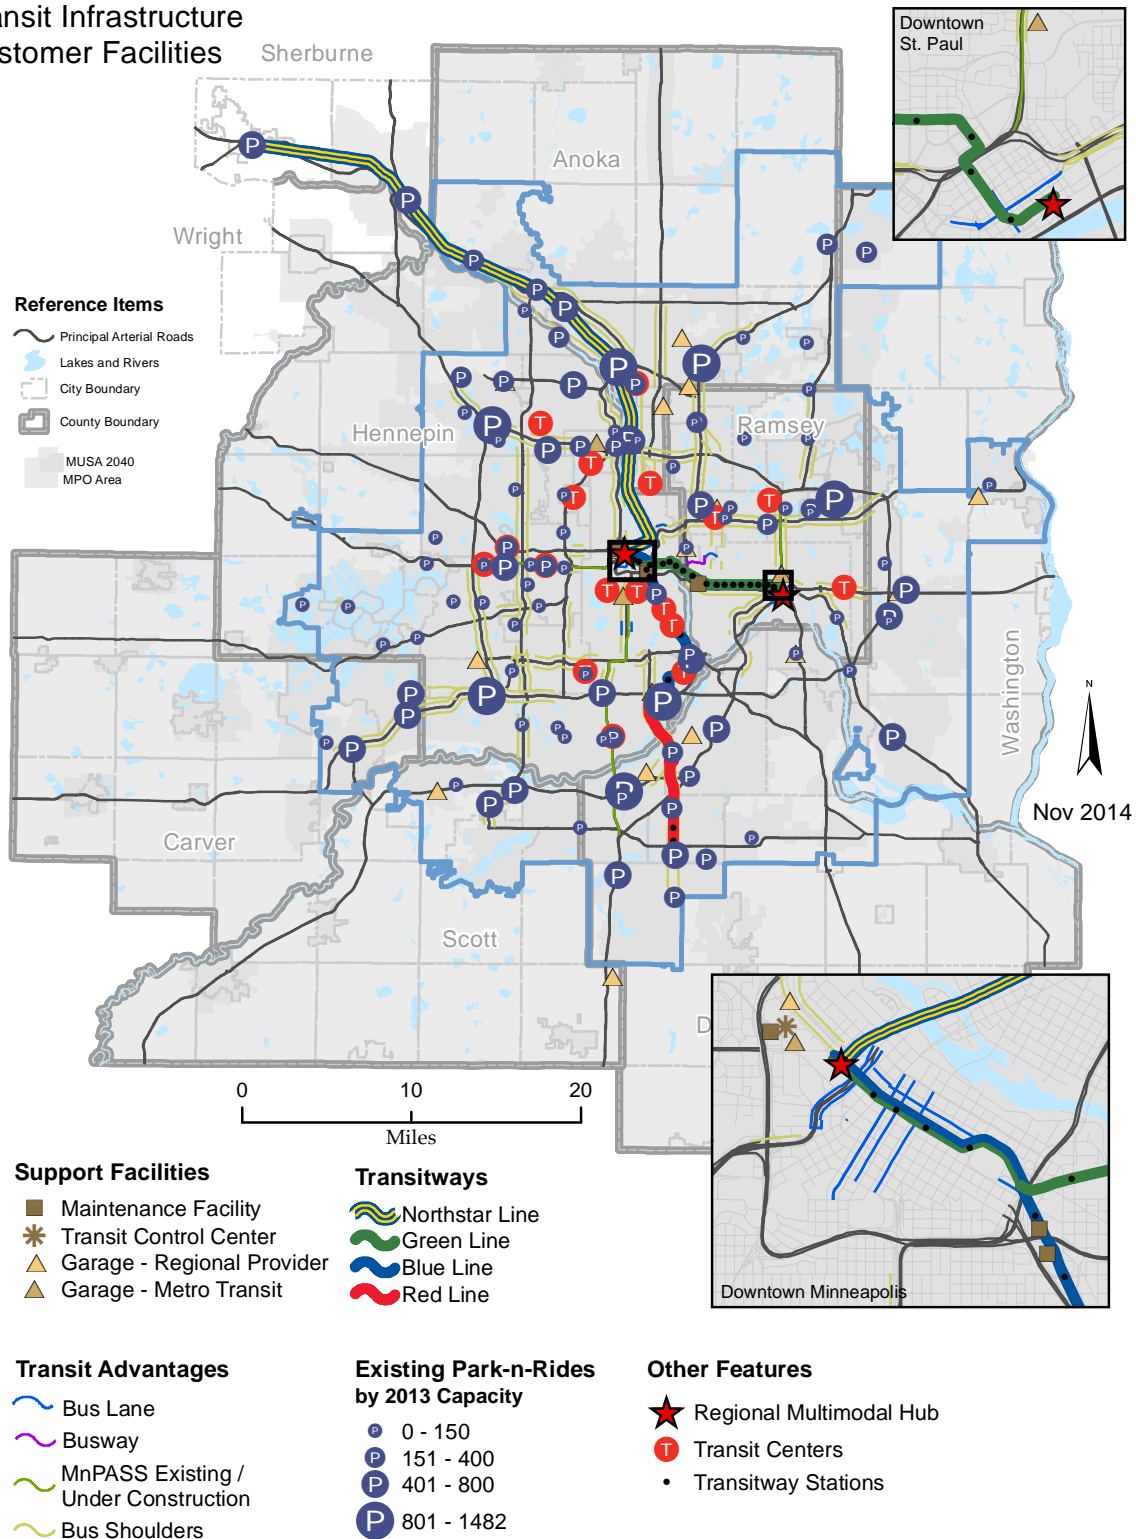 ansit Infrastructure
stomer Facilities
Sherburne
Anoka
Wright
Hennepin
Ramsey
Washington
Carver
Scott
D
Downtown
St. Paul
Reference Items
Principal Arterial Roads
Lakes and Rivers
City Boundary
County Boundary
MUSA 2040
MPO Area
N
Nov 2014
0 10 20
Miles
Downtown Minneapolis
Support Facilities
Maintenance Facility
Transit Control Center
Garage - Regional Provider
Garage - Metro Transit
Transitways
Northstar Line
Green Line
Blue Line
Red Line
Transit Advantages
Bus Lane
Busway
MnPASS Existing /
Under Construction
Bus Shoulders
Existing Park-n-Rides
by 2013 Capacity
P 0 - 150
P 151 - 400
P 401 - 800
P 801 - 1482
Other Features
Regional Multimodal Hub
T Transit Centers
Transitway Stations